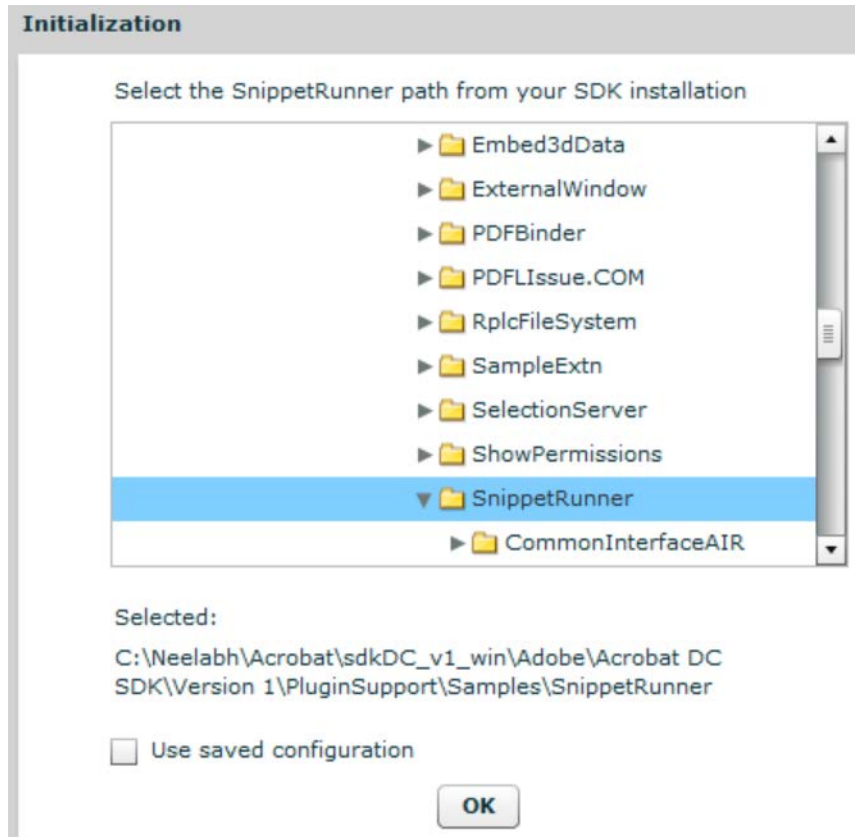 Initialization
Select the SnippetRunner path from your SDK installation
Embed3dData
ExternalWindow
PDFBinder
PDFLIssue.COM
RplcFileSystem
SampleExtn
SelectionServer
ShowPermissions
SnippetRunner
CommonInterfaceAIR
Selected:
C:\Neelabh\Acrobat\sdkDC_v1_win\Adobe\Acrobat DC
SDK\Version 1\PluginSupport\Samples\SnippetRunner
Use saved configuration
OK